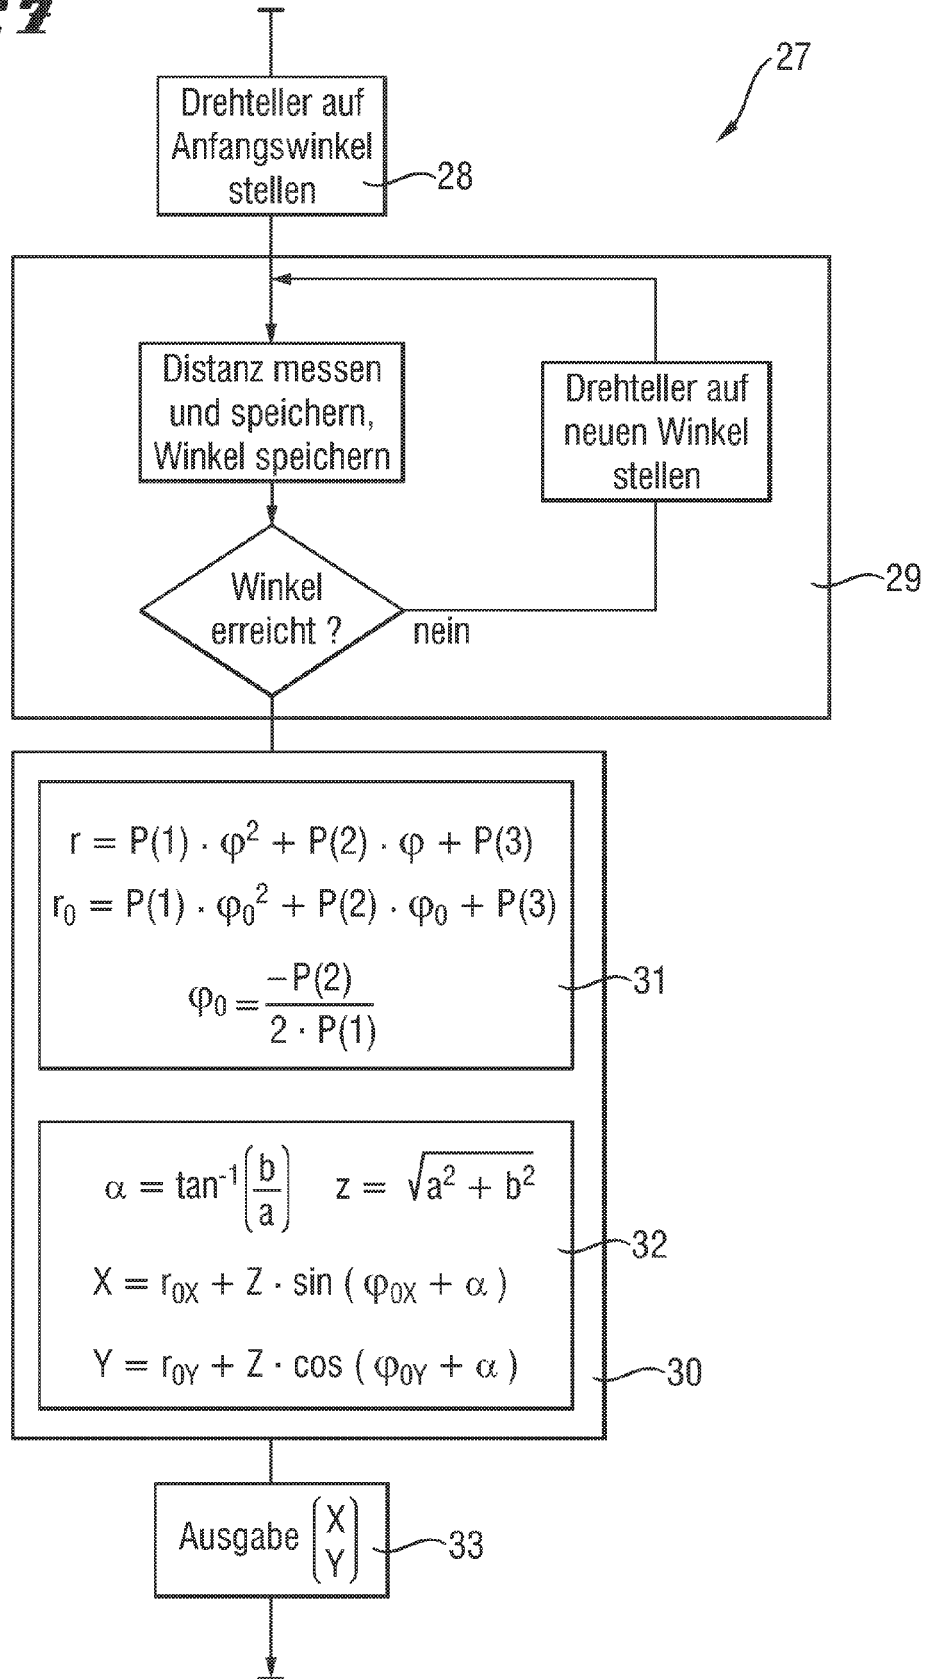 27
Drehteller auf
Anfangswinkel
stellen
28
Distanz messen
und speichern,
Winkel speichern
Drehteller auf
neuen Winkel
stellen
29
Winkel
erreicht ?
nein
r = P(1) · φ² + P(2) · φ + P(3)
r₀ = P(1) · φ₀² + P(2) · φ₀ + P(3)
φ₀ = −P(2) / 2 · P(1)
31
α = tan⁻¹(b/a) z = √a² + b²
32
X = r₀X + Z · sin ( φ₀X + α )
Y = r₀Y + Z · cos ( φ₀Y + α )
30
Ausgabe (X Y)
33